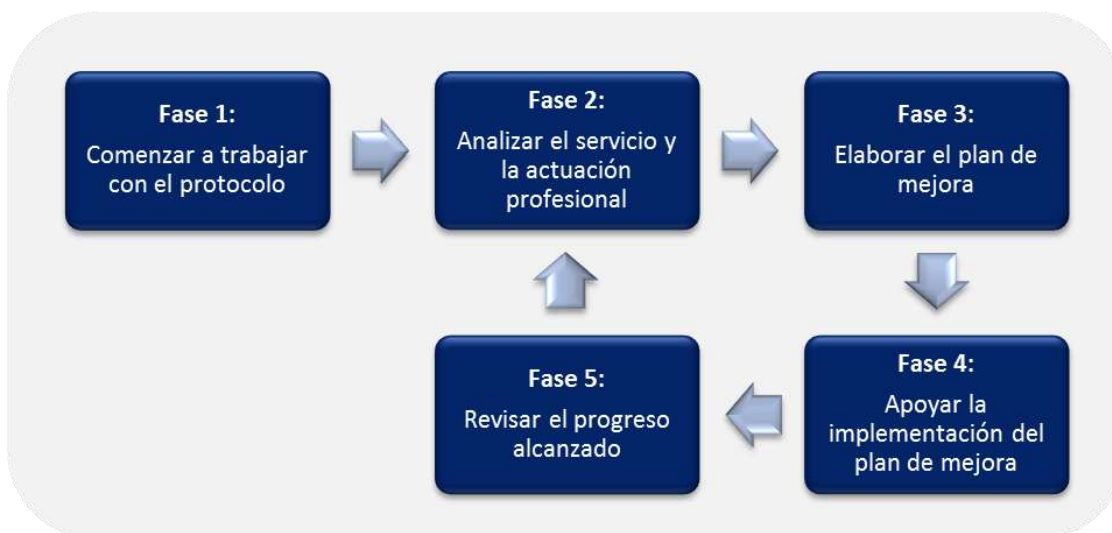 Fase 1:
Comenzar a trabajar
con el protocolo
Fase 2:
Analizar el servicio y
la actuación
profesional
Fase 3:
Elaborar el plan de
mejora
Fase 4:
Apoyar la
implementación del
plan de mejora
Fase 5:
Revisar el progreso
alcanzado